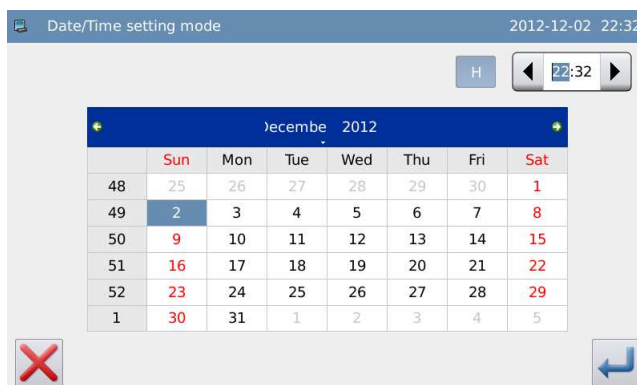 Date/Time setting mode 2012-12-02 22:32
H 22:32
Decembe 2012
Sun Mon Tue Wed Thu Fri Sat
48 25 26 27 28 29 30 1
49 2 3 4 5 6 7 8
50 9 10 11 12 13 14 15
51 16 17 18 19 20 21 22
52 23 24 25 26 27 28 29
1 30 31 1 2 3 4 5